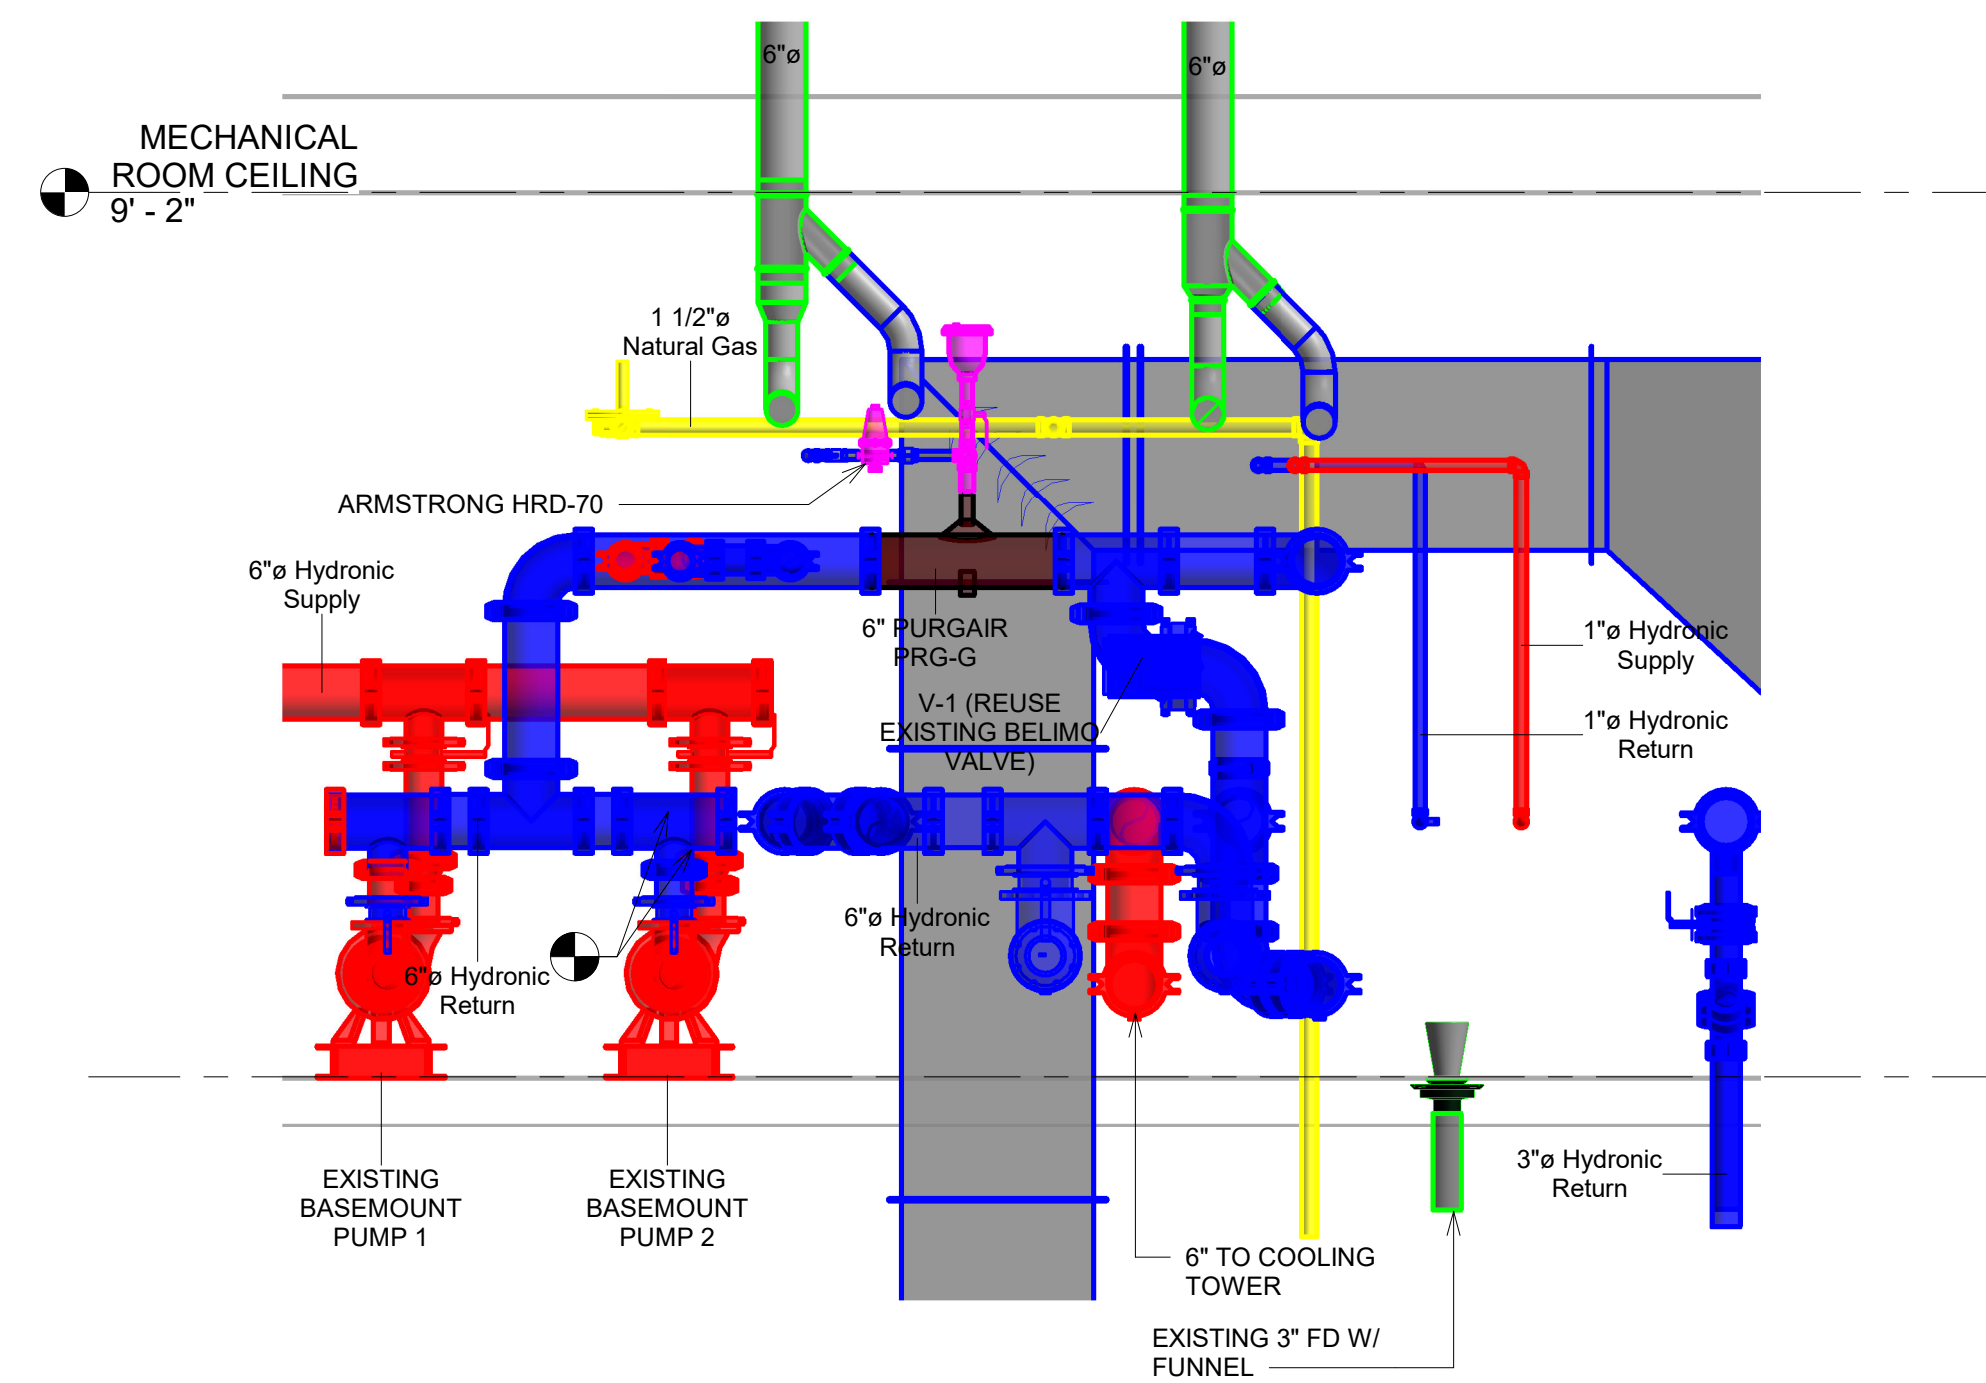 6"ø
6"ø
MECHANICAL
ROOM CEILING
9' - 2"
1 1/2"ø
Natural Gas
ARMSTRONG HRD-70
6"ø Hydronic
Supply
6" PURGAIR
PRG-G
1"ø Hydronic
Supply
V-1 (REUSE
EXISTING BELIMO
VALVE)
1"ø Hydronic
Return
6"ø Hydronic
Return
6"ø Hydronic
Return
EXISTING
BASEMOUNT
PUMP 1
EXISTING
BASEMOUNT
PUMP 2
3"ø Hydronic
Return
6" TO COOLING
TOWER
EXISTING 3" FD W/
FUNNEL